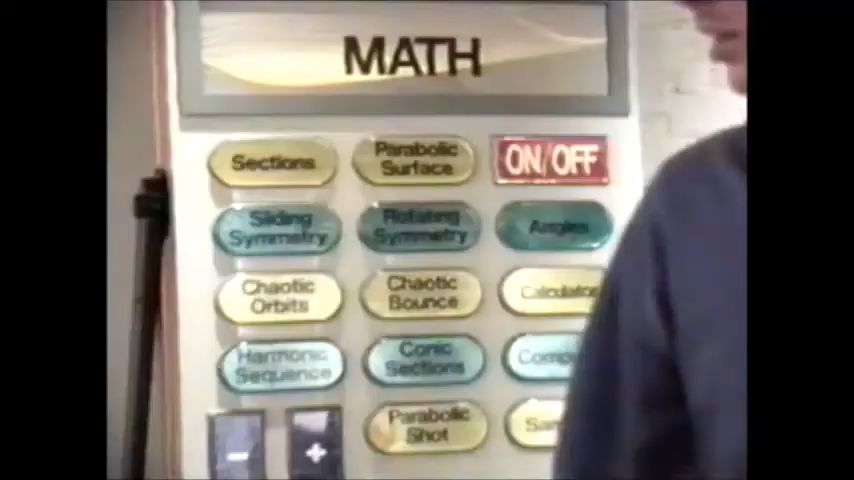 MATH
Sections
Parabolic
Surface
ON/OFF
Sliding
Symmetry
Rotating
Symmetry
Angles
Chaotic
Orbits
Chaotic
Bounce
Calculator
Harmonic
Sequence
Conic
Sections
Parabolic
Shot
-
+